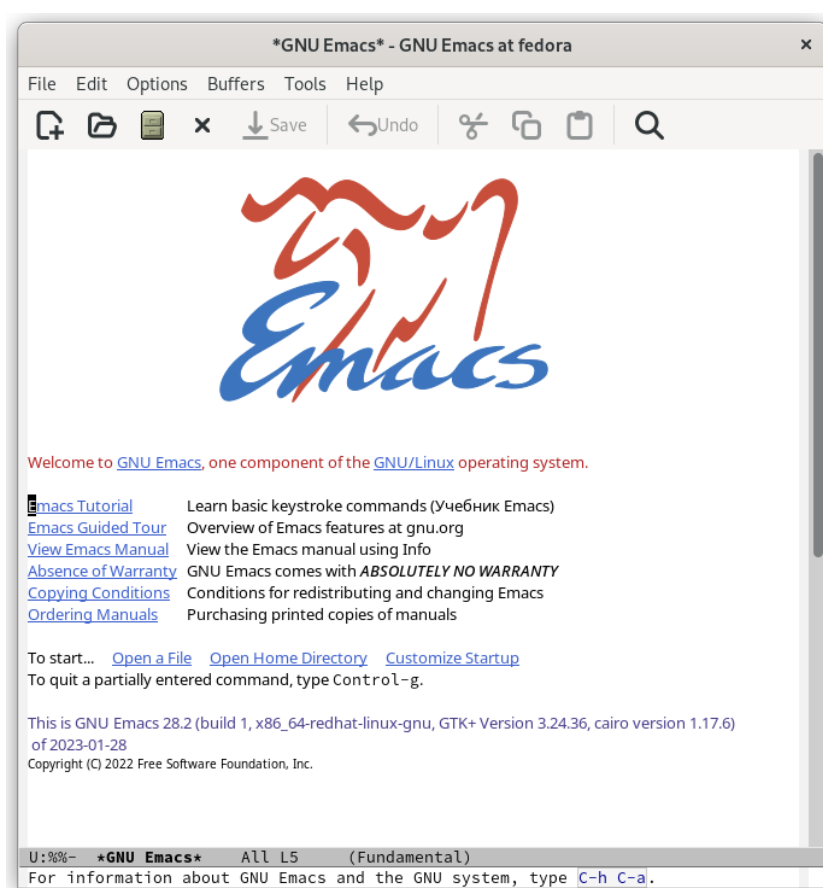 *GNU Emacs* - GNU Emacs at fedora
File Edit Options Buffers Tools Help
Save Undo
Emacs
Welcome to GNU Emacs, one component of the GNU/Linux operating system.
Emacs Tutorial Learn basic keystroke commands (Учебник Emacs)
Emacs Guided Tour Overview of Emacs features at gnu.org
View Emacs Manual View the Emacs manual using Info
Absence of Warranty GNU Emacs comes with ABSOLUTELY NO WARRANTY
Copying Conditions Conditions for redistributing and changing Emacs
Ordering Manuals Purchasing printed copies of manuals
To start... Open a File Open Home Directory Customize Startup
To quit a partially entered command, type Control-g.
This is GNU Emacs 28.2 (build 1, x86_64-redhat-linux-gnu, GTK+ Version 3.24.36, cairo version 1.17.6)
of 2023-01-28
Copyright (C) 2022 Free Software Foundation, Inc.
U:%%- *GNU Emacs* All L5 (Fundamental)
For information about GNU Emacs and the GNU system, type C-h C-a.